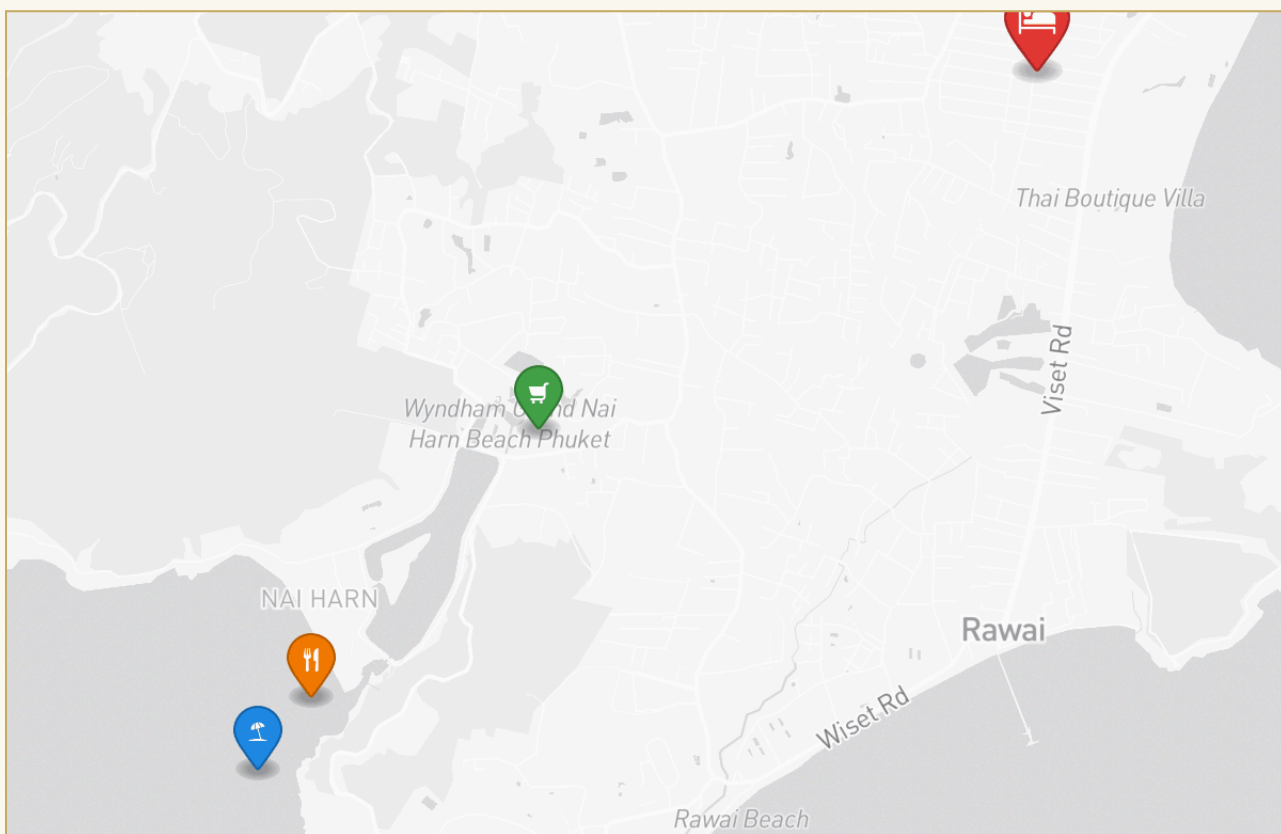 Thai Boutique Villa
Viset Rd
Wyndham Nai
Harn Beach Phuket
NAI HARN
Rawai
Wiset Rd
Rawai Beach